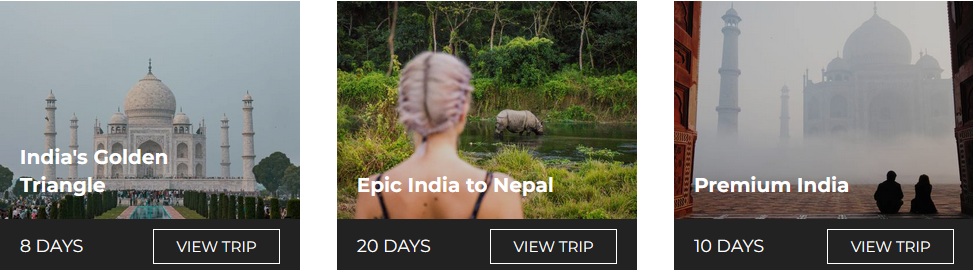 India's Golden
Triangle
8 DAYS
VIEW TRIP
Epic India to Nepal
20 DAYS
VIEW TRIP
Premium India
10 DAYS
VIEW TRIP